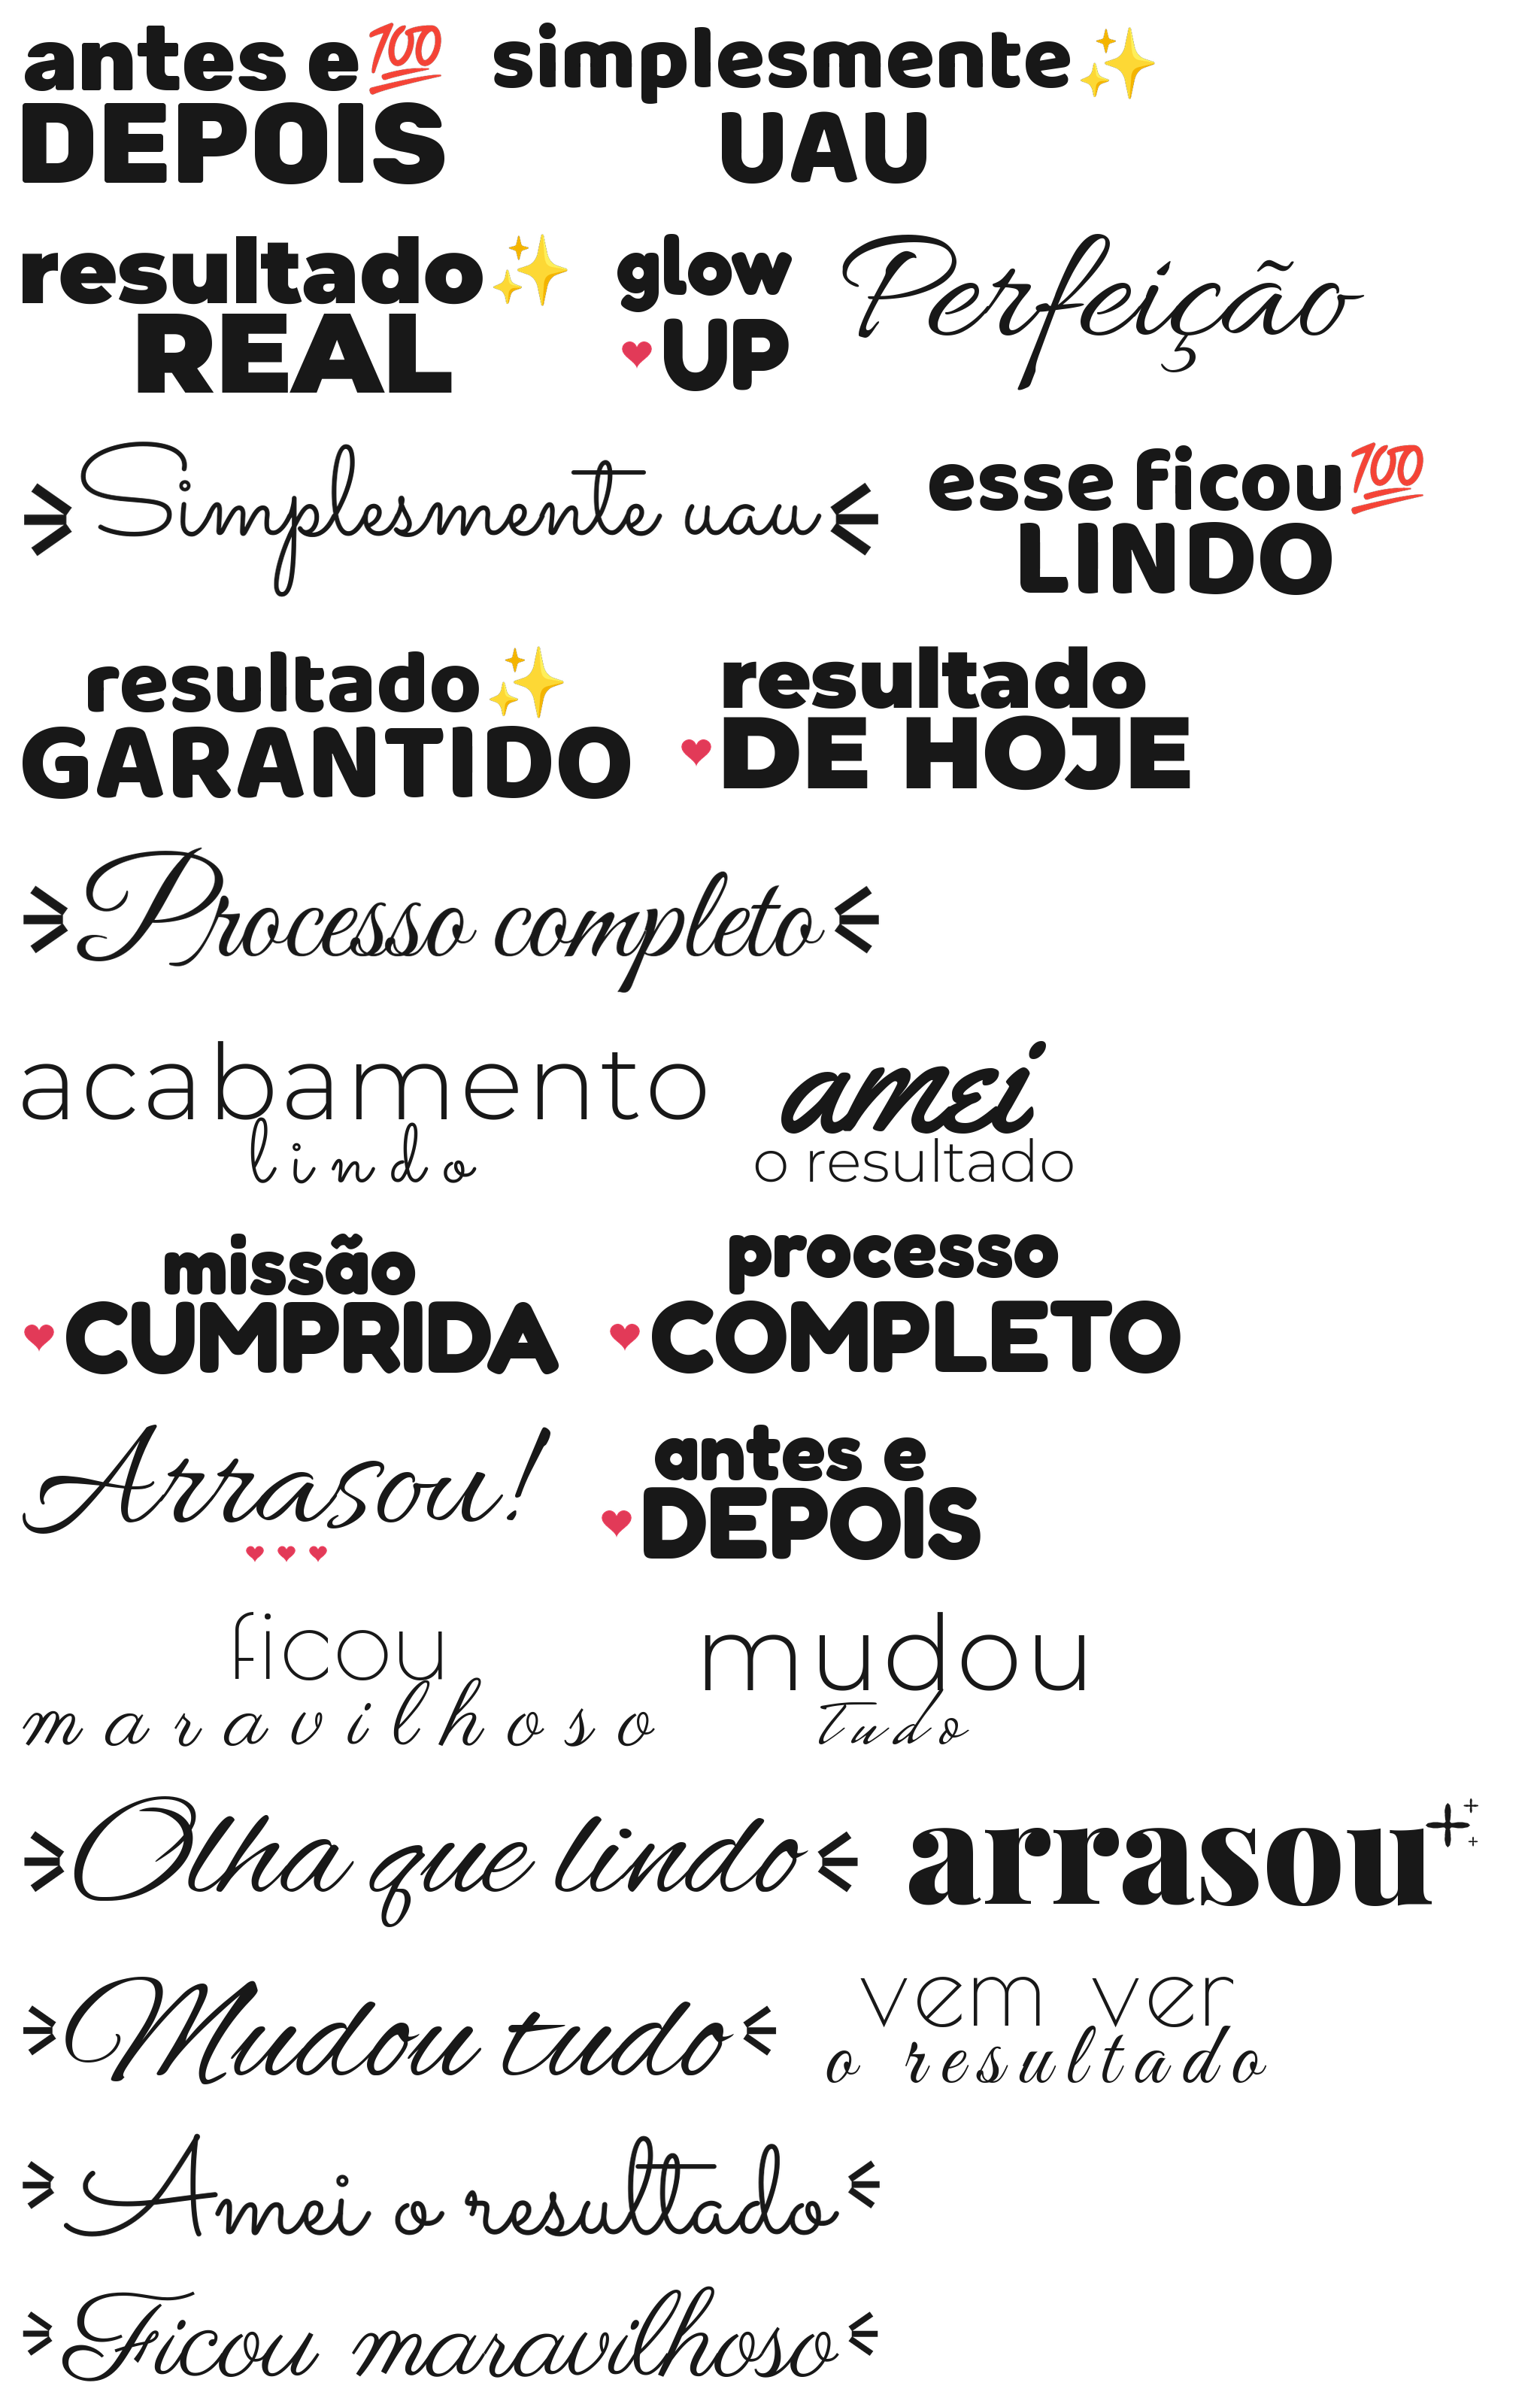 antes e💯
DEPOIS
simplesmente✨
UAU
resultado✨
REAL
glow
UP
Perfeição
Simplesmente uau
esse ficou💯
LINDO
resultado✨
GARANTIDO
resultado
DE HOJE
Processo completo
acabamento
lindo
amei
o resultado
missão
CUMPRIDA
processo
COMPLETO
Arrasou!
antes e
DEPOIS
ficou
maravilhoso
mudou
tudo
Olha que lindo
arrasou
Mudou tudo
vem ver
o resultado
Amei o resultado
Ficou maravilhoso